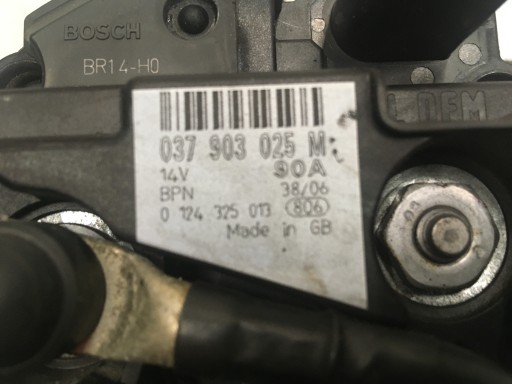 BOSCH
BR14-H0
DFM
037 903 025 M
14V 90A
BPN 38/06
0 124 325 013 806
Made in GB